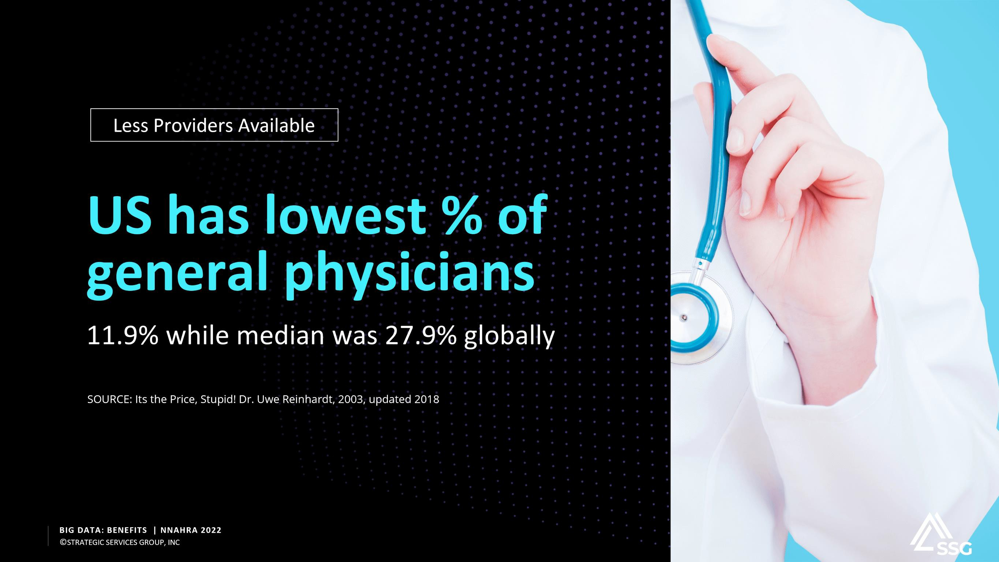 Less Providers Available
US has lowest % of
general physicians
11.9% while median was 27.9% globally
SOURCE: Its the Price, Stupid! Dr. Uwe Reinhardt, 2003, updated 2018
BIG DATA: BENEFITS | NNAHRA 2022
©STRATEGIC SERVICES GROUP, INC
SSG